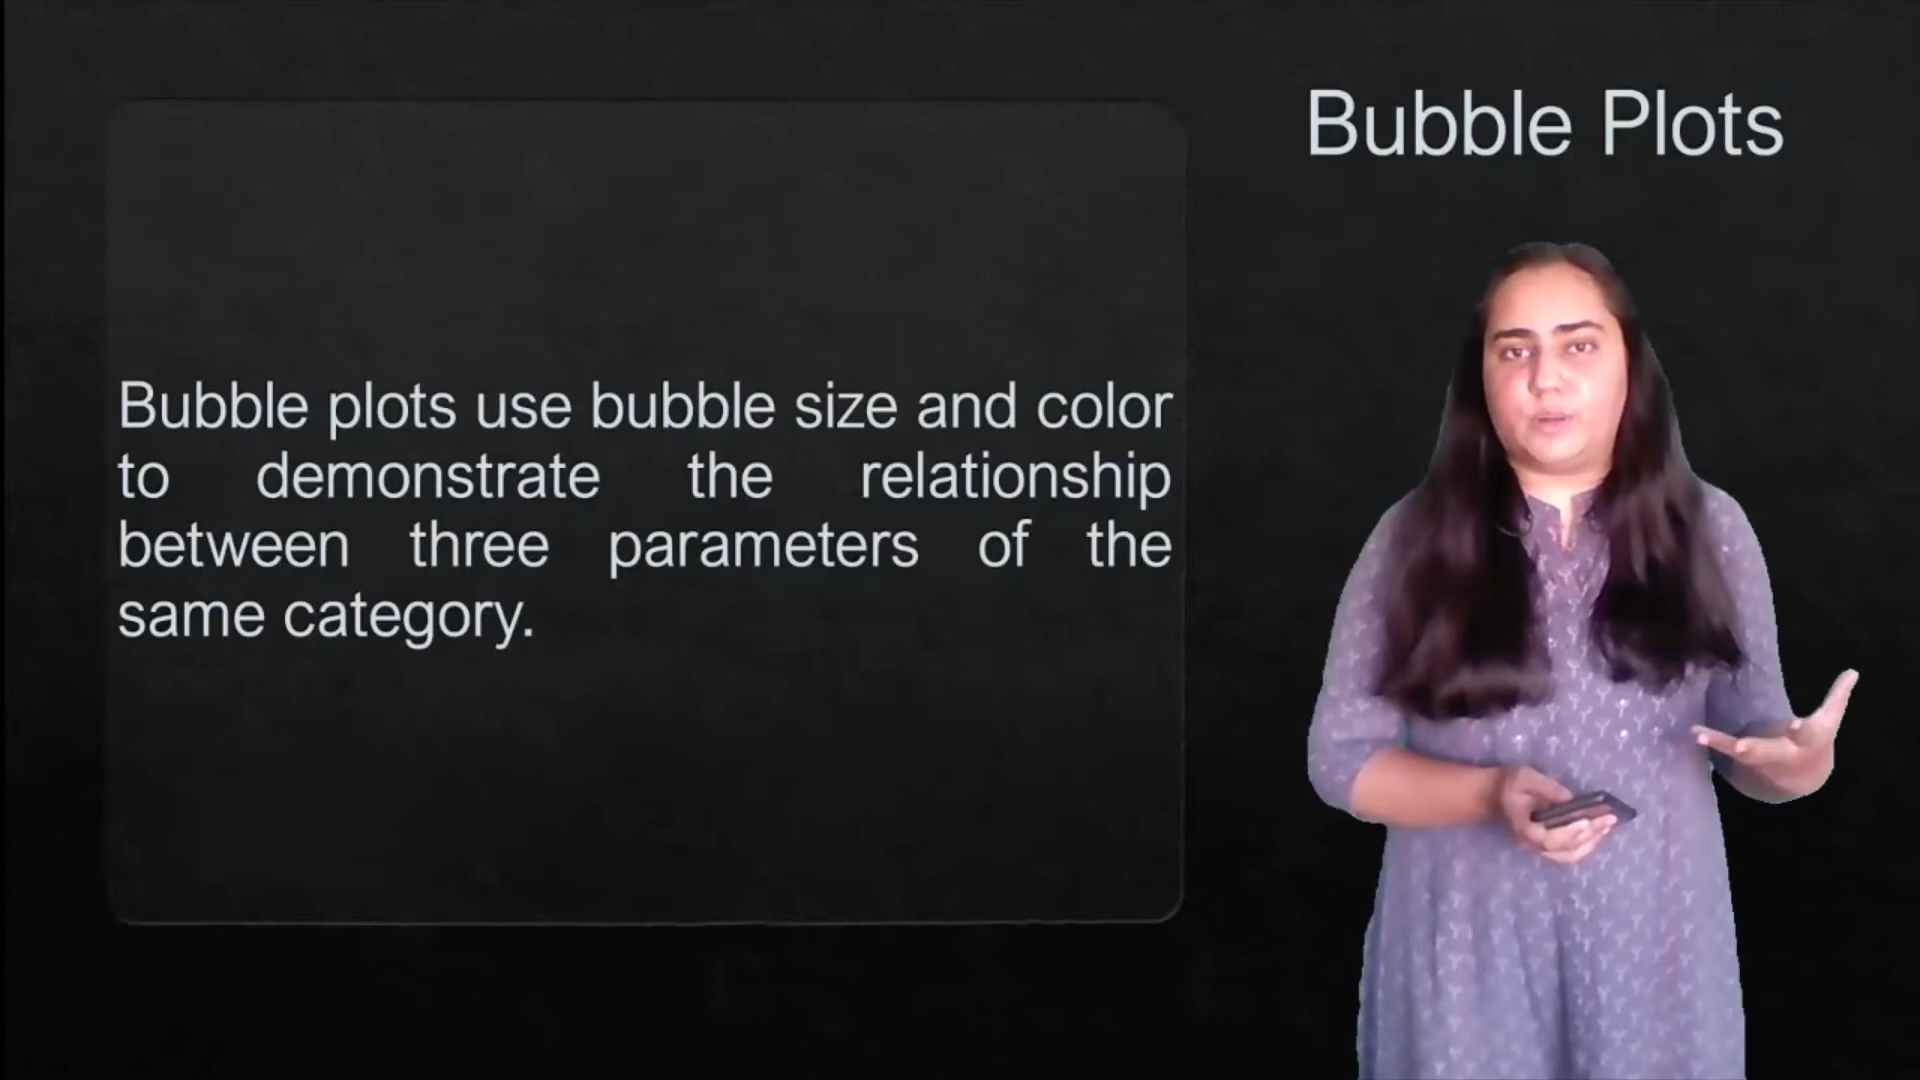 Bubble Plots
Bubble plots use bubble size and color
to demonstrate the relationship
between three parameters of the
same category.